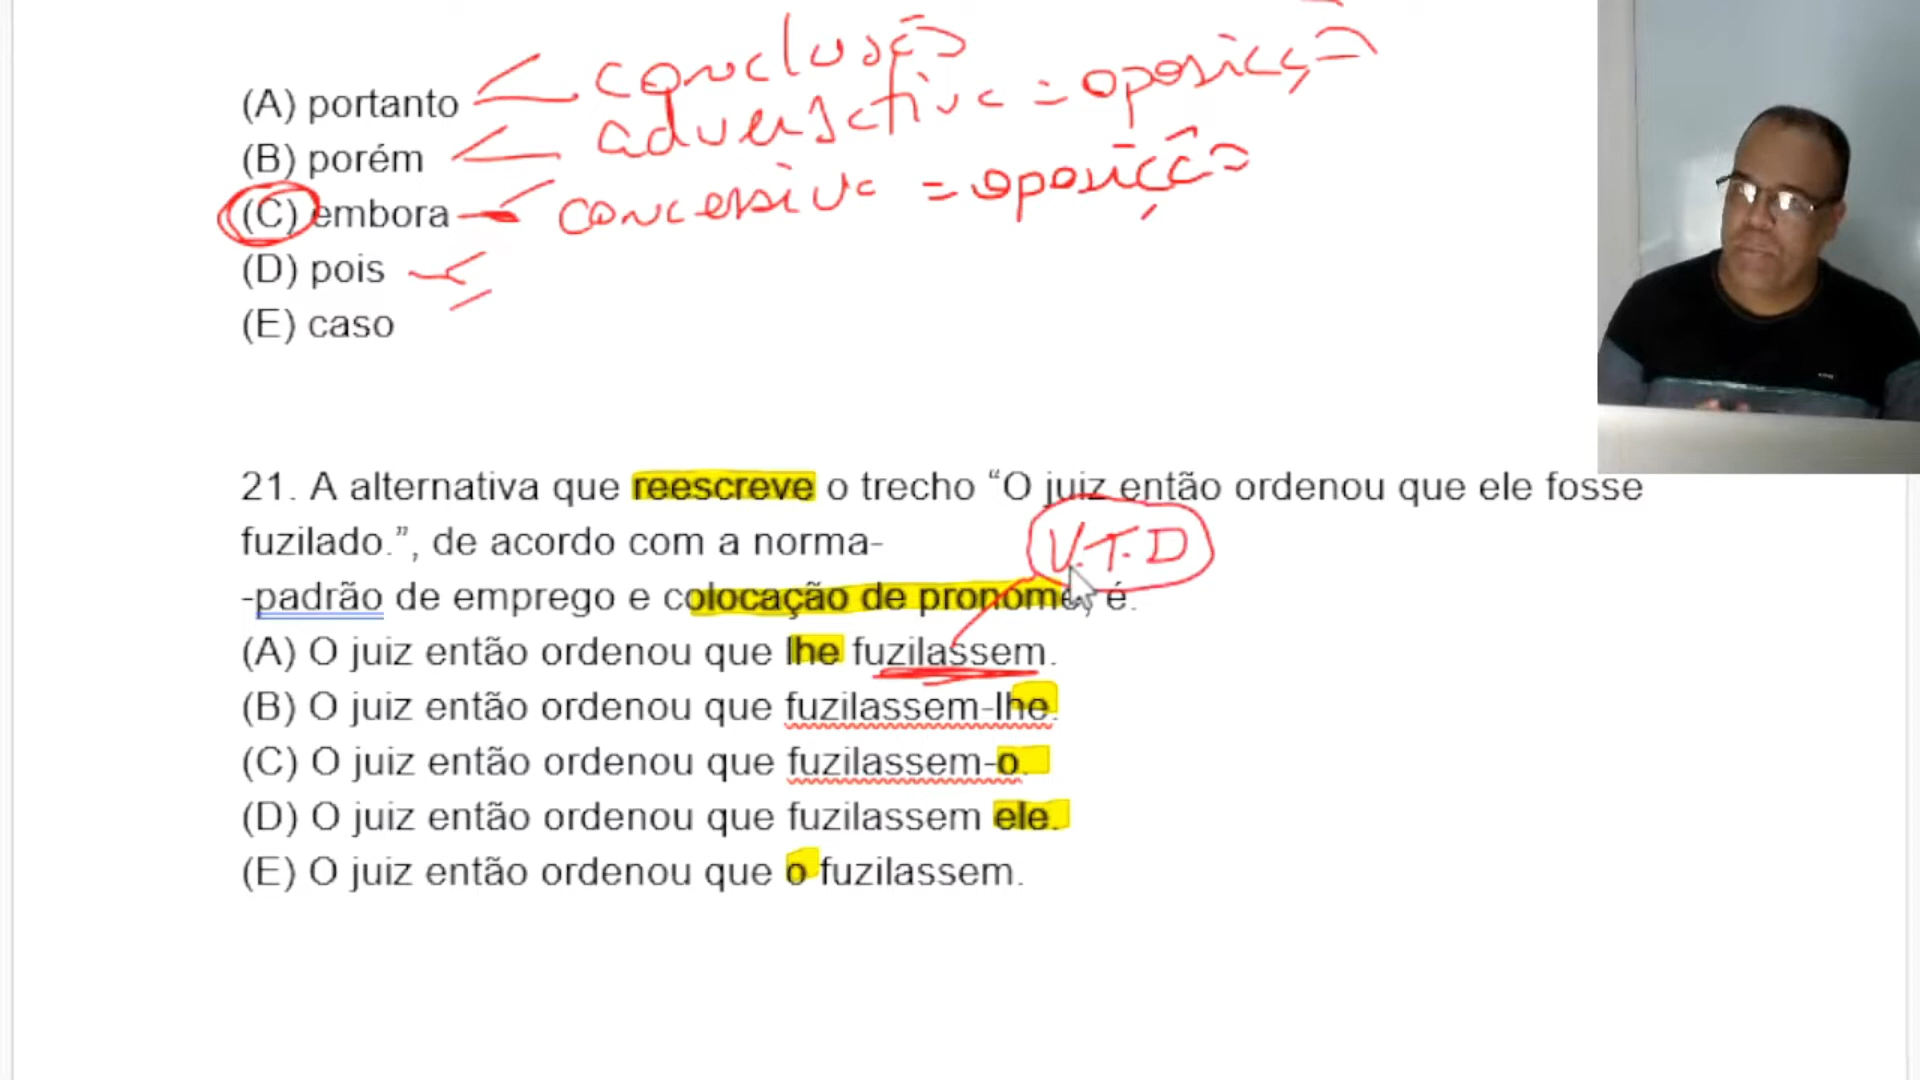 (A) portanto < conclusão
(B) porém < adversativa = oposição
(C) embora concessiva = oposição
(D) pois
(E) caso
21. A alternativa que reescreve o trecho “O juiz então ordenou que ele fosse
fuzilado.”, de acordo com a norma-
V.T.D
-padrão de emprego e colocação de pronome, é.
(A) O juiz então ordenou que lhe fuzilassem.
(B) O juiz então ordenou que fuzilassem-lhe.
(C) O juiz então ordenou que fuzilassem-o.
(D) O juiz então ordenou que fuzilassem ele.
(E) O juiz então ordenou que o fuzilassem.